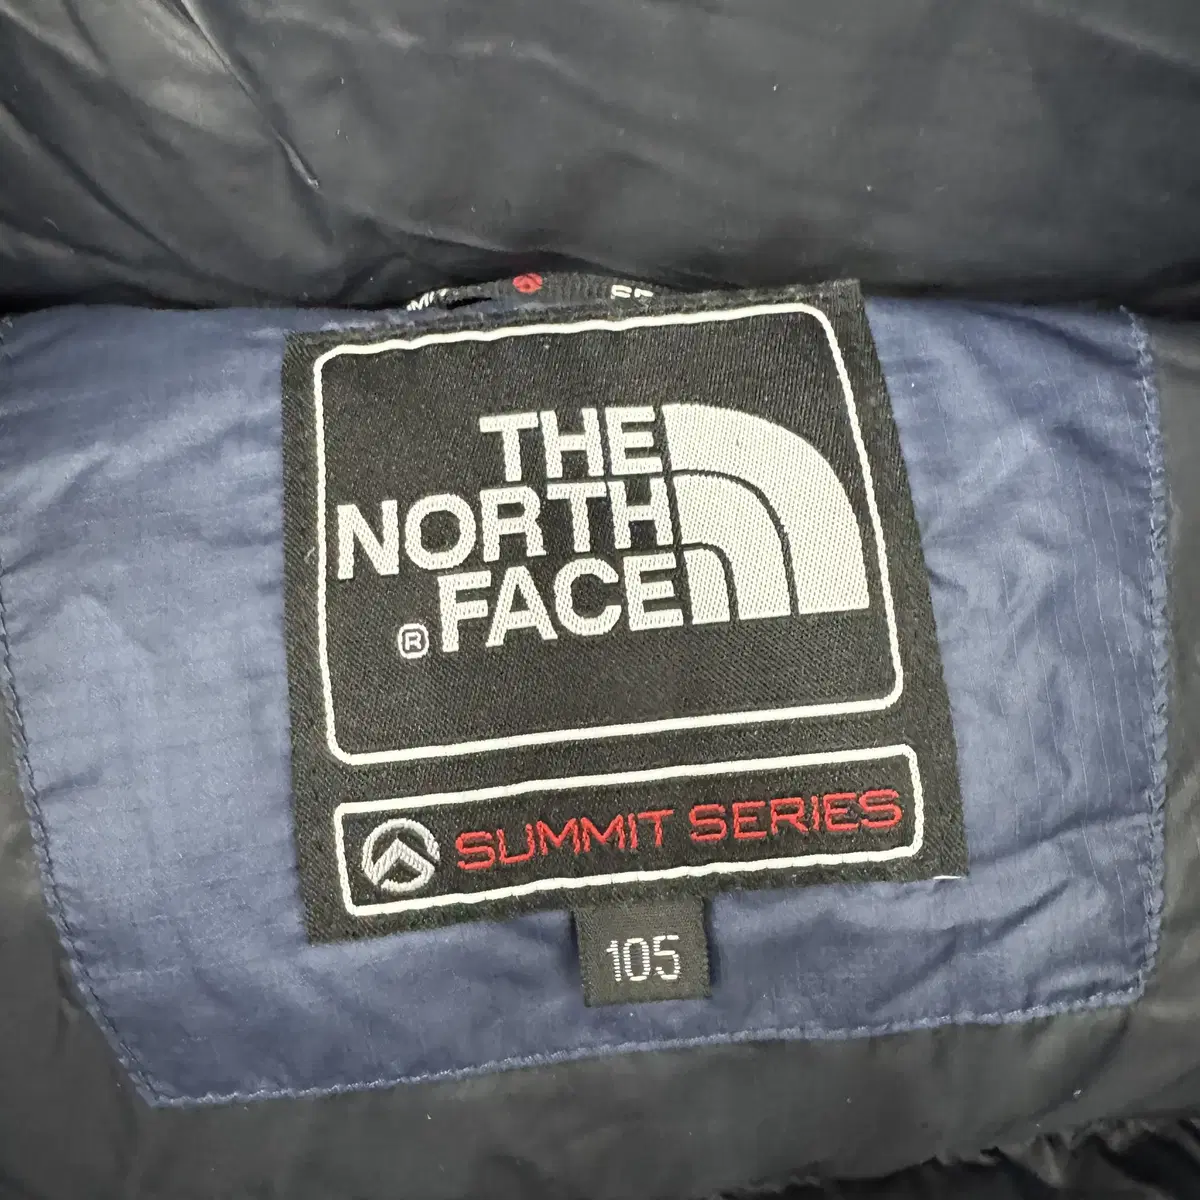 THE
NORTH
FACE
®
SUMMIT SERIES
105